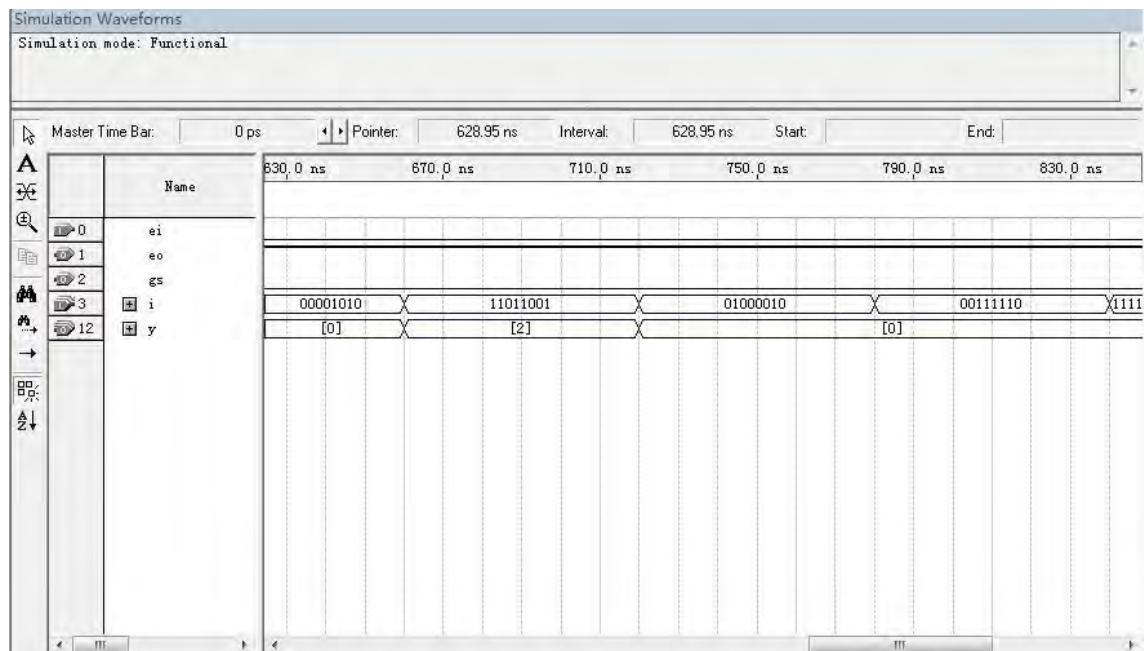 Simulation Waveforms
Simulation mode: Functional
Master Time Bar: 0 ps Pointer: 628.95 ns Interval: 628.95 ns Start: End:
A Name 630.0 ns 670.0 ns 710.0 ns 750.0 ns 790.0 ns 830.0 ns
0 ei
1 eo
2 gs
3 i 00001010 11011001 01000010 00111110 1111
12 y [0] [2] [0]